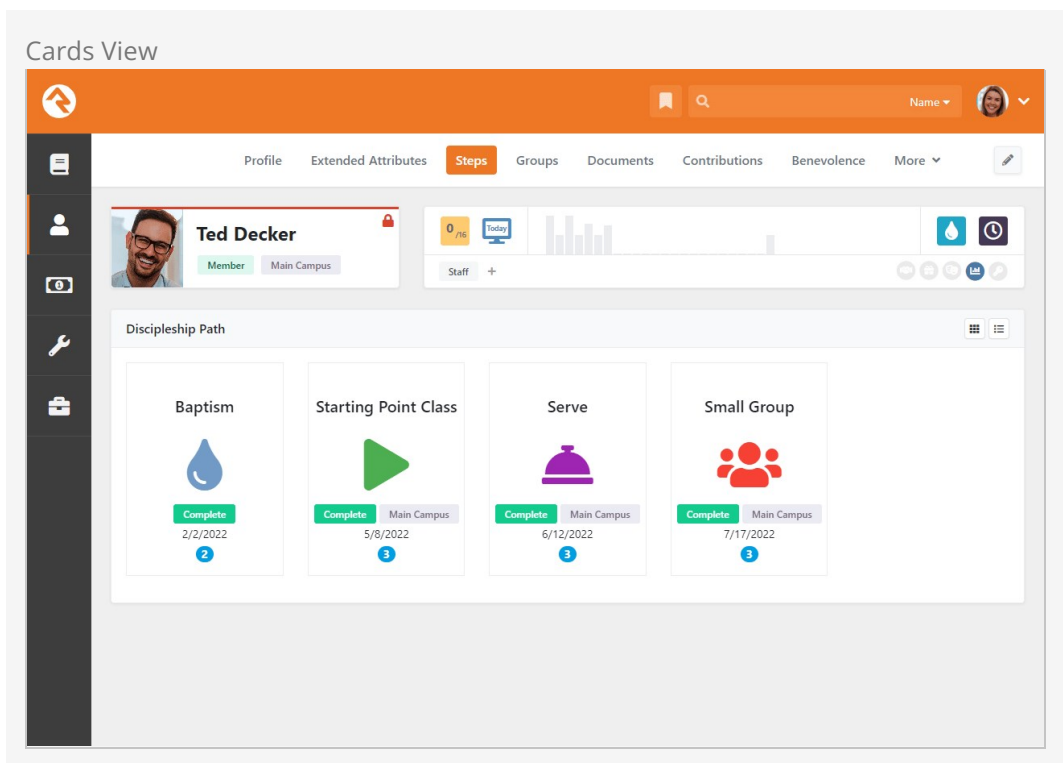 Cards View
Name
Profile Extended Attributes Steps Groups Documents Contributions Benevolence More
Ted Decker
Member Main Campus
0 /16 Today
Staff +
Discipleship Path
Baptism Starting Point Class Serve Small Group
Complete Complete Main Campus Complete Main Campus Complete Main Campus
2/2/2022 5/8/2022 6/12/2022 7/17/2022
2 3 3 3